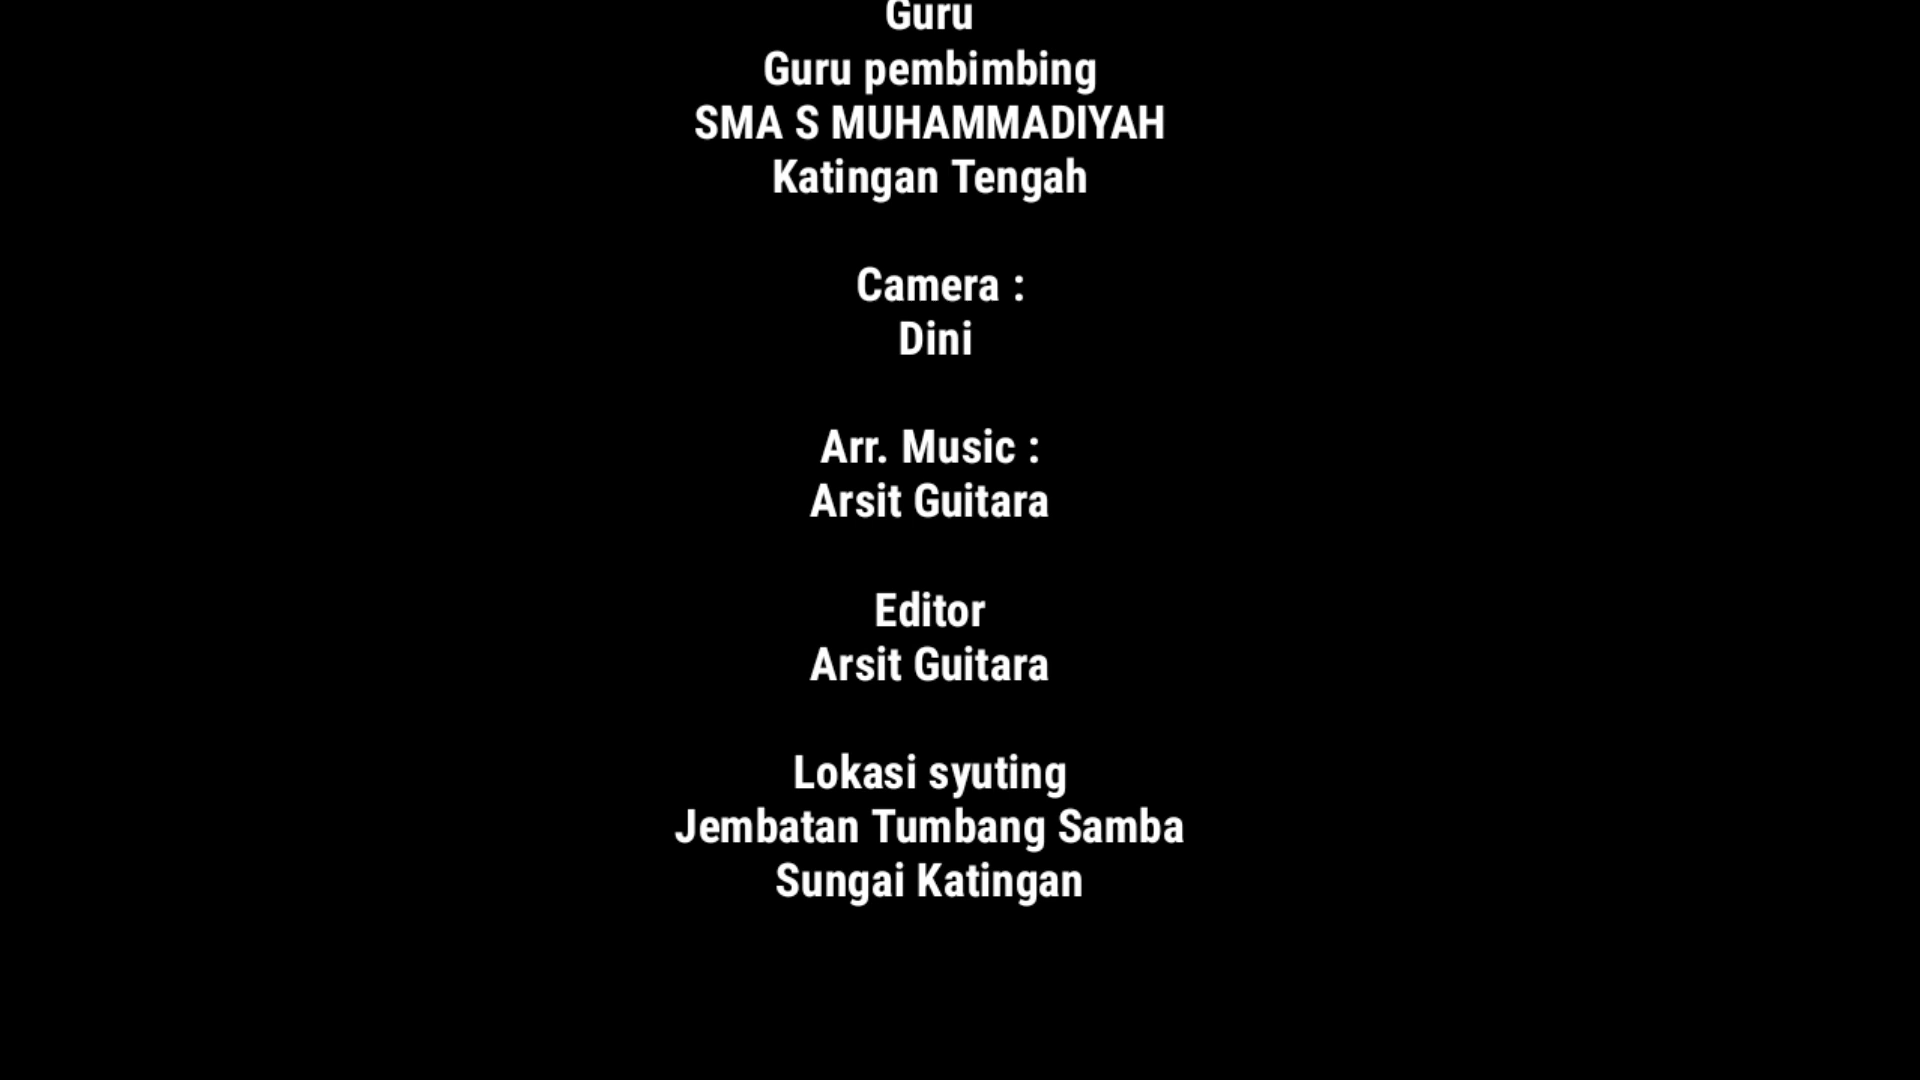 Guru
Guru pembimbing
SMA S MUHAMMADIYAH
Katingan Tengah
Camera :
Dini
Arr. Music :
Arsit Guitara
Editor
Arsit Guitara
Lokasi syuting
Jembatan Tumbang Samba
Sungai Katingan